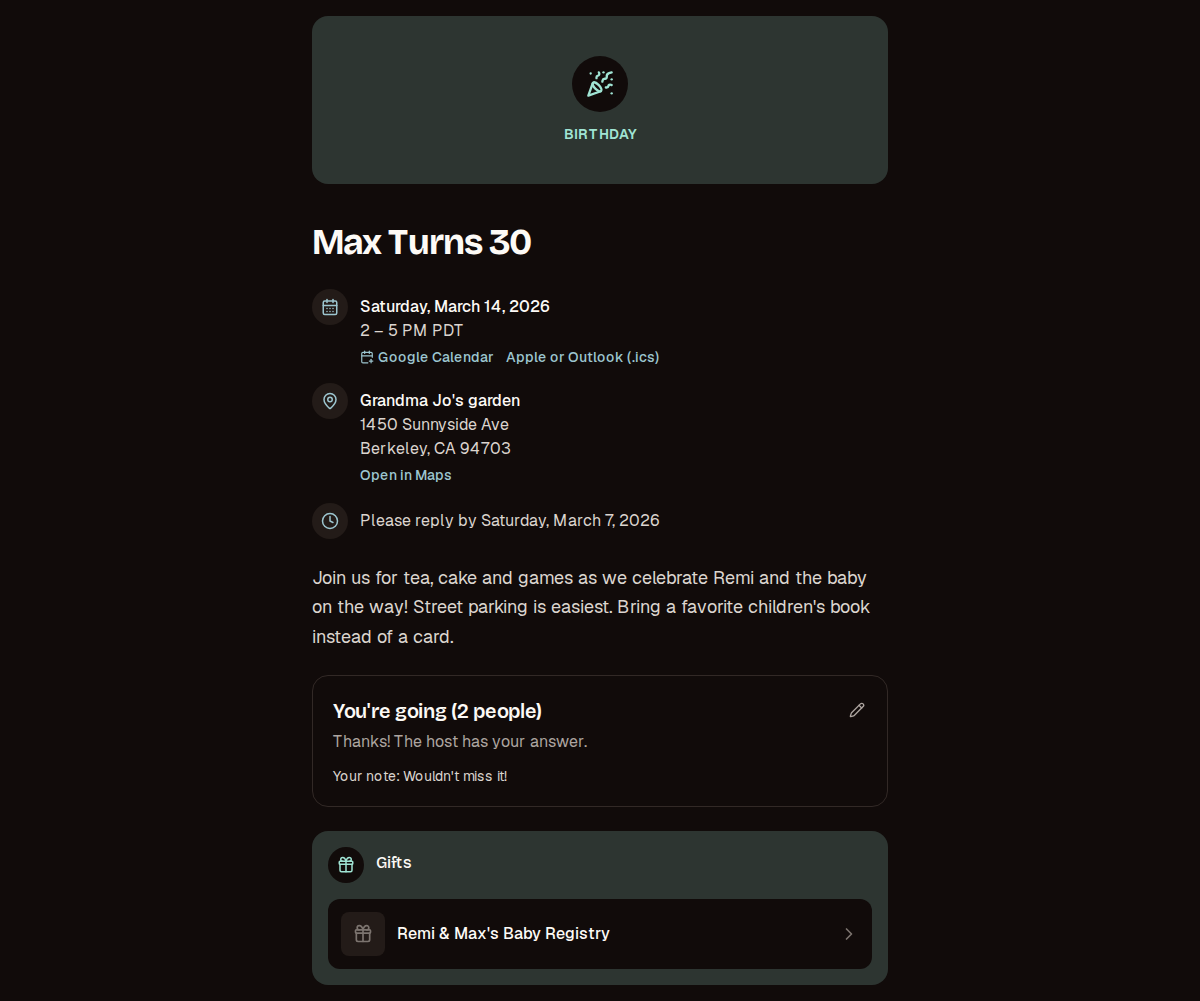 BIRTHDAY
Max Turns 30
Saturday, March 14, 2026
2 – 5 PM PDT
Google Calendar Apple or Outlook (.ics)
Grandma Jo's garden
1450 Sunnyside Ave
Berkeley, CA 94703
Open in Maps
Please reply by Saturday, March 7, 2026
Join us for tea, cake and games as we celebrate Remi and the baby
on the way! Street parking is easiest. Bring a favorite children's book
instead of a card.
You're going (2 people)
Thanks! The host has your answer.
Your note: Wouldn't miss it!
Gifts
Remi & Max's Baby Registry